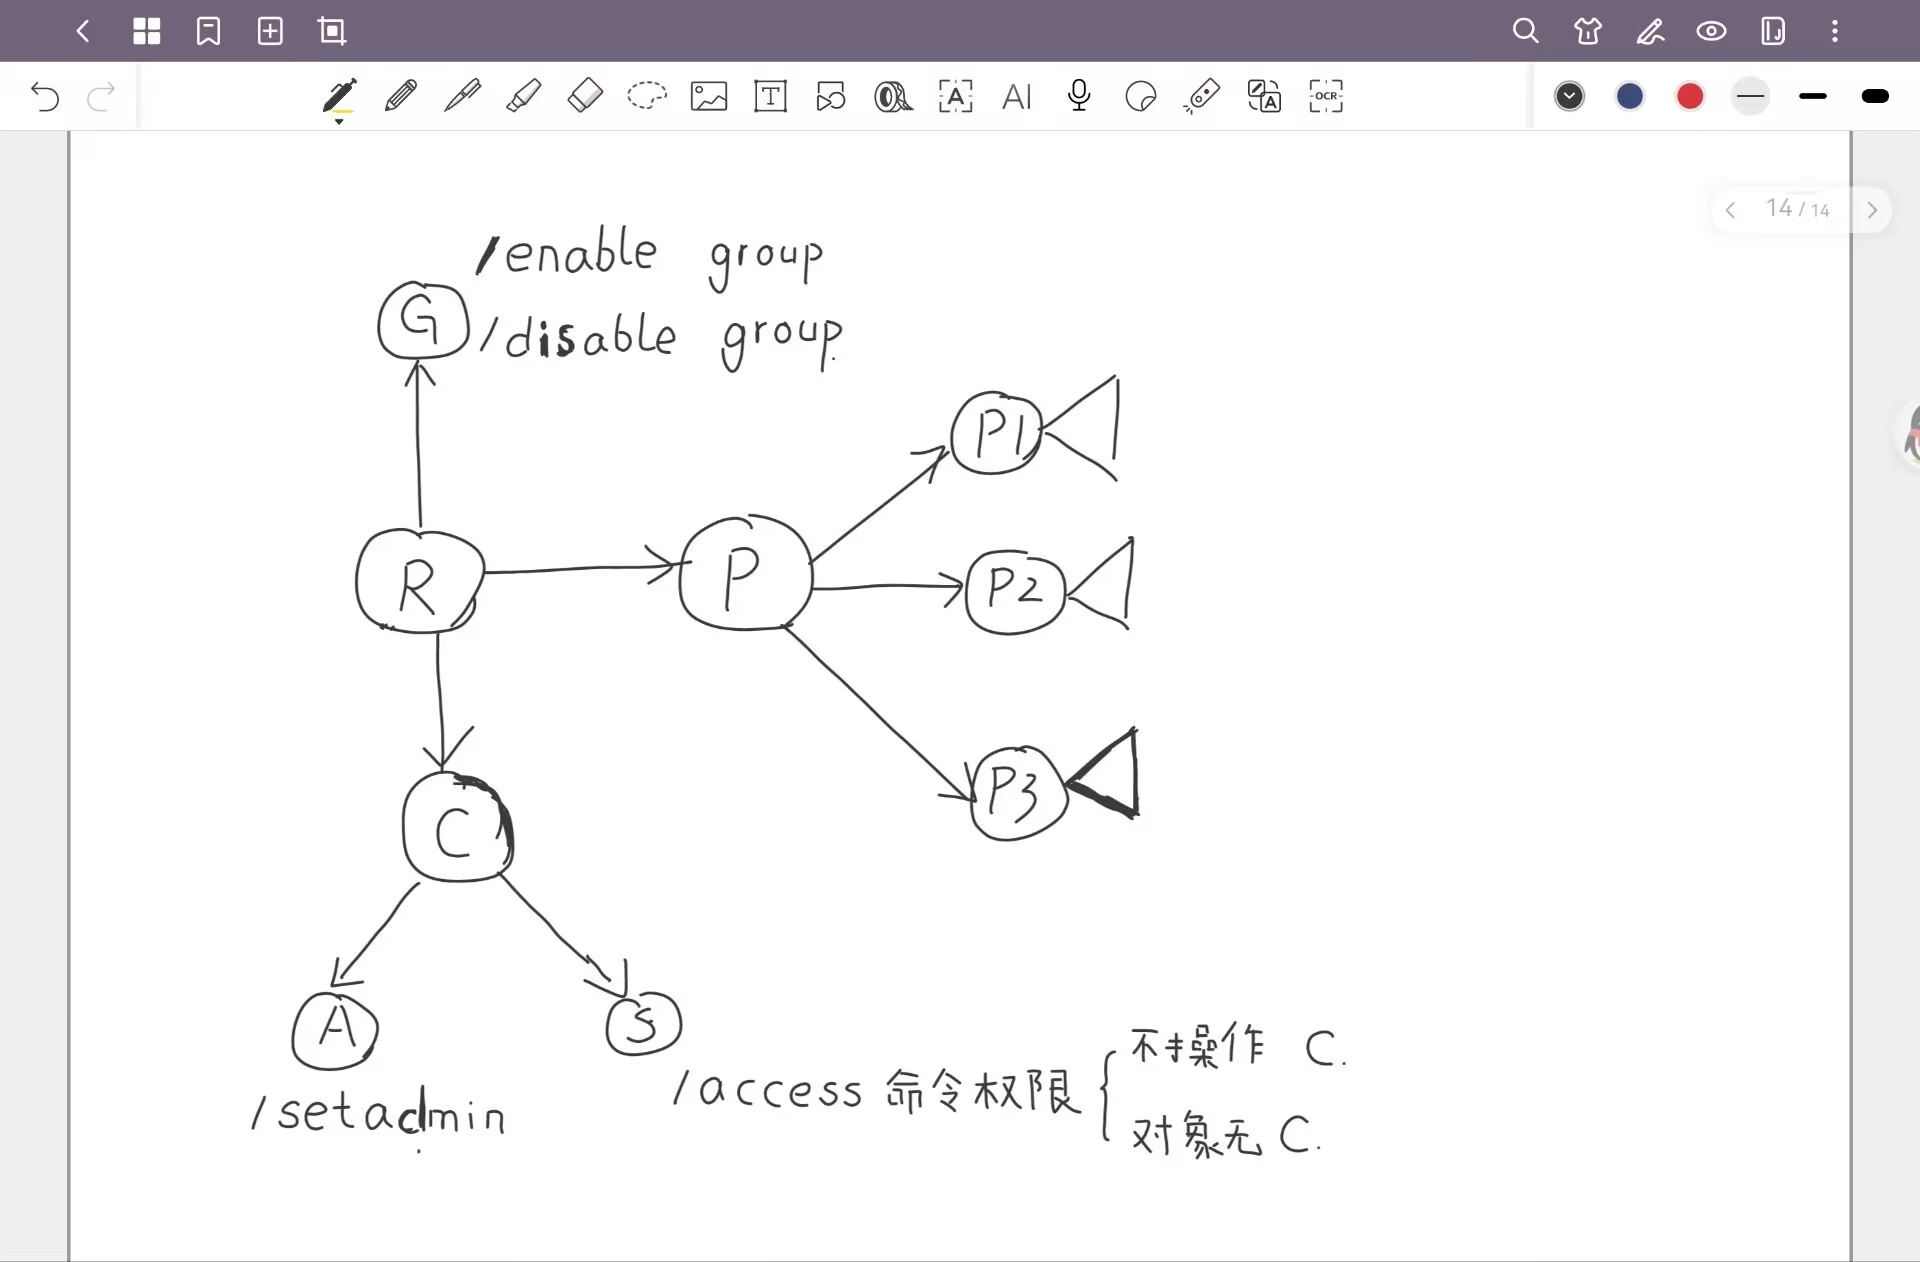 AI
OCR
14 / 14
/enable group
G
/disable group.
P1
R
P
P2
C
P3
A
S
不操作 C.
/access 命令权限
/setadmin
对象无 C.